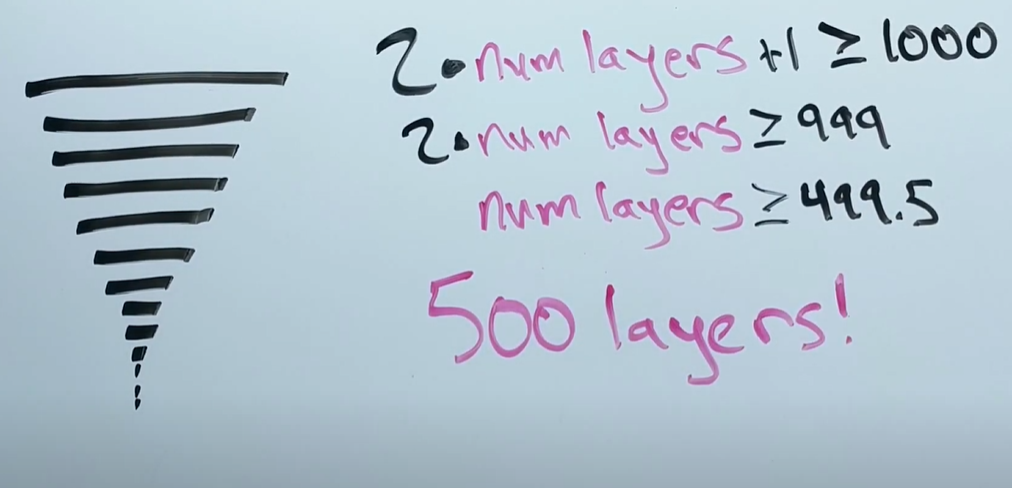 2•num layers +1 ≥ 1000
2•num layers ≥ 999
num layers ≥ 499.5
500 layers!